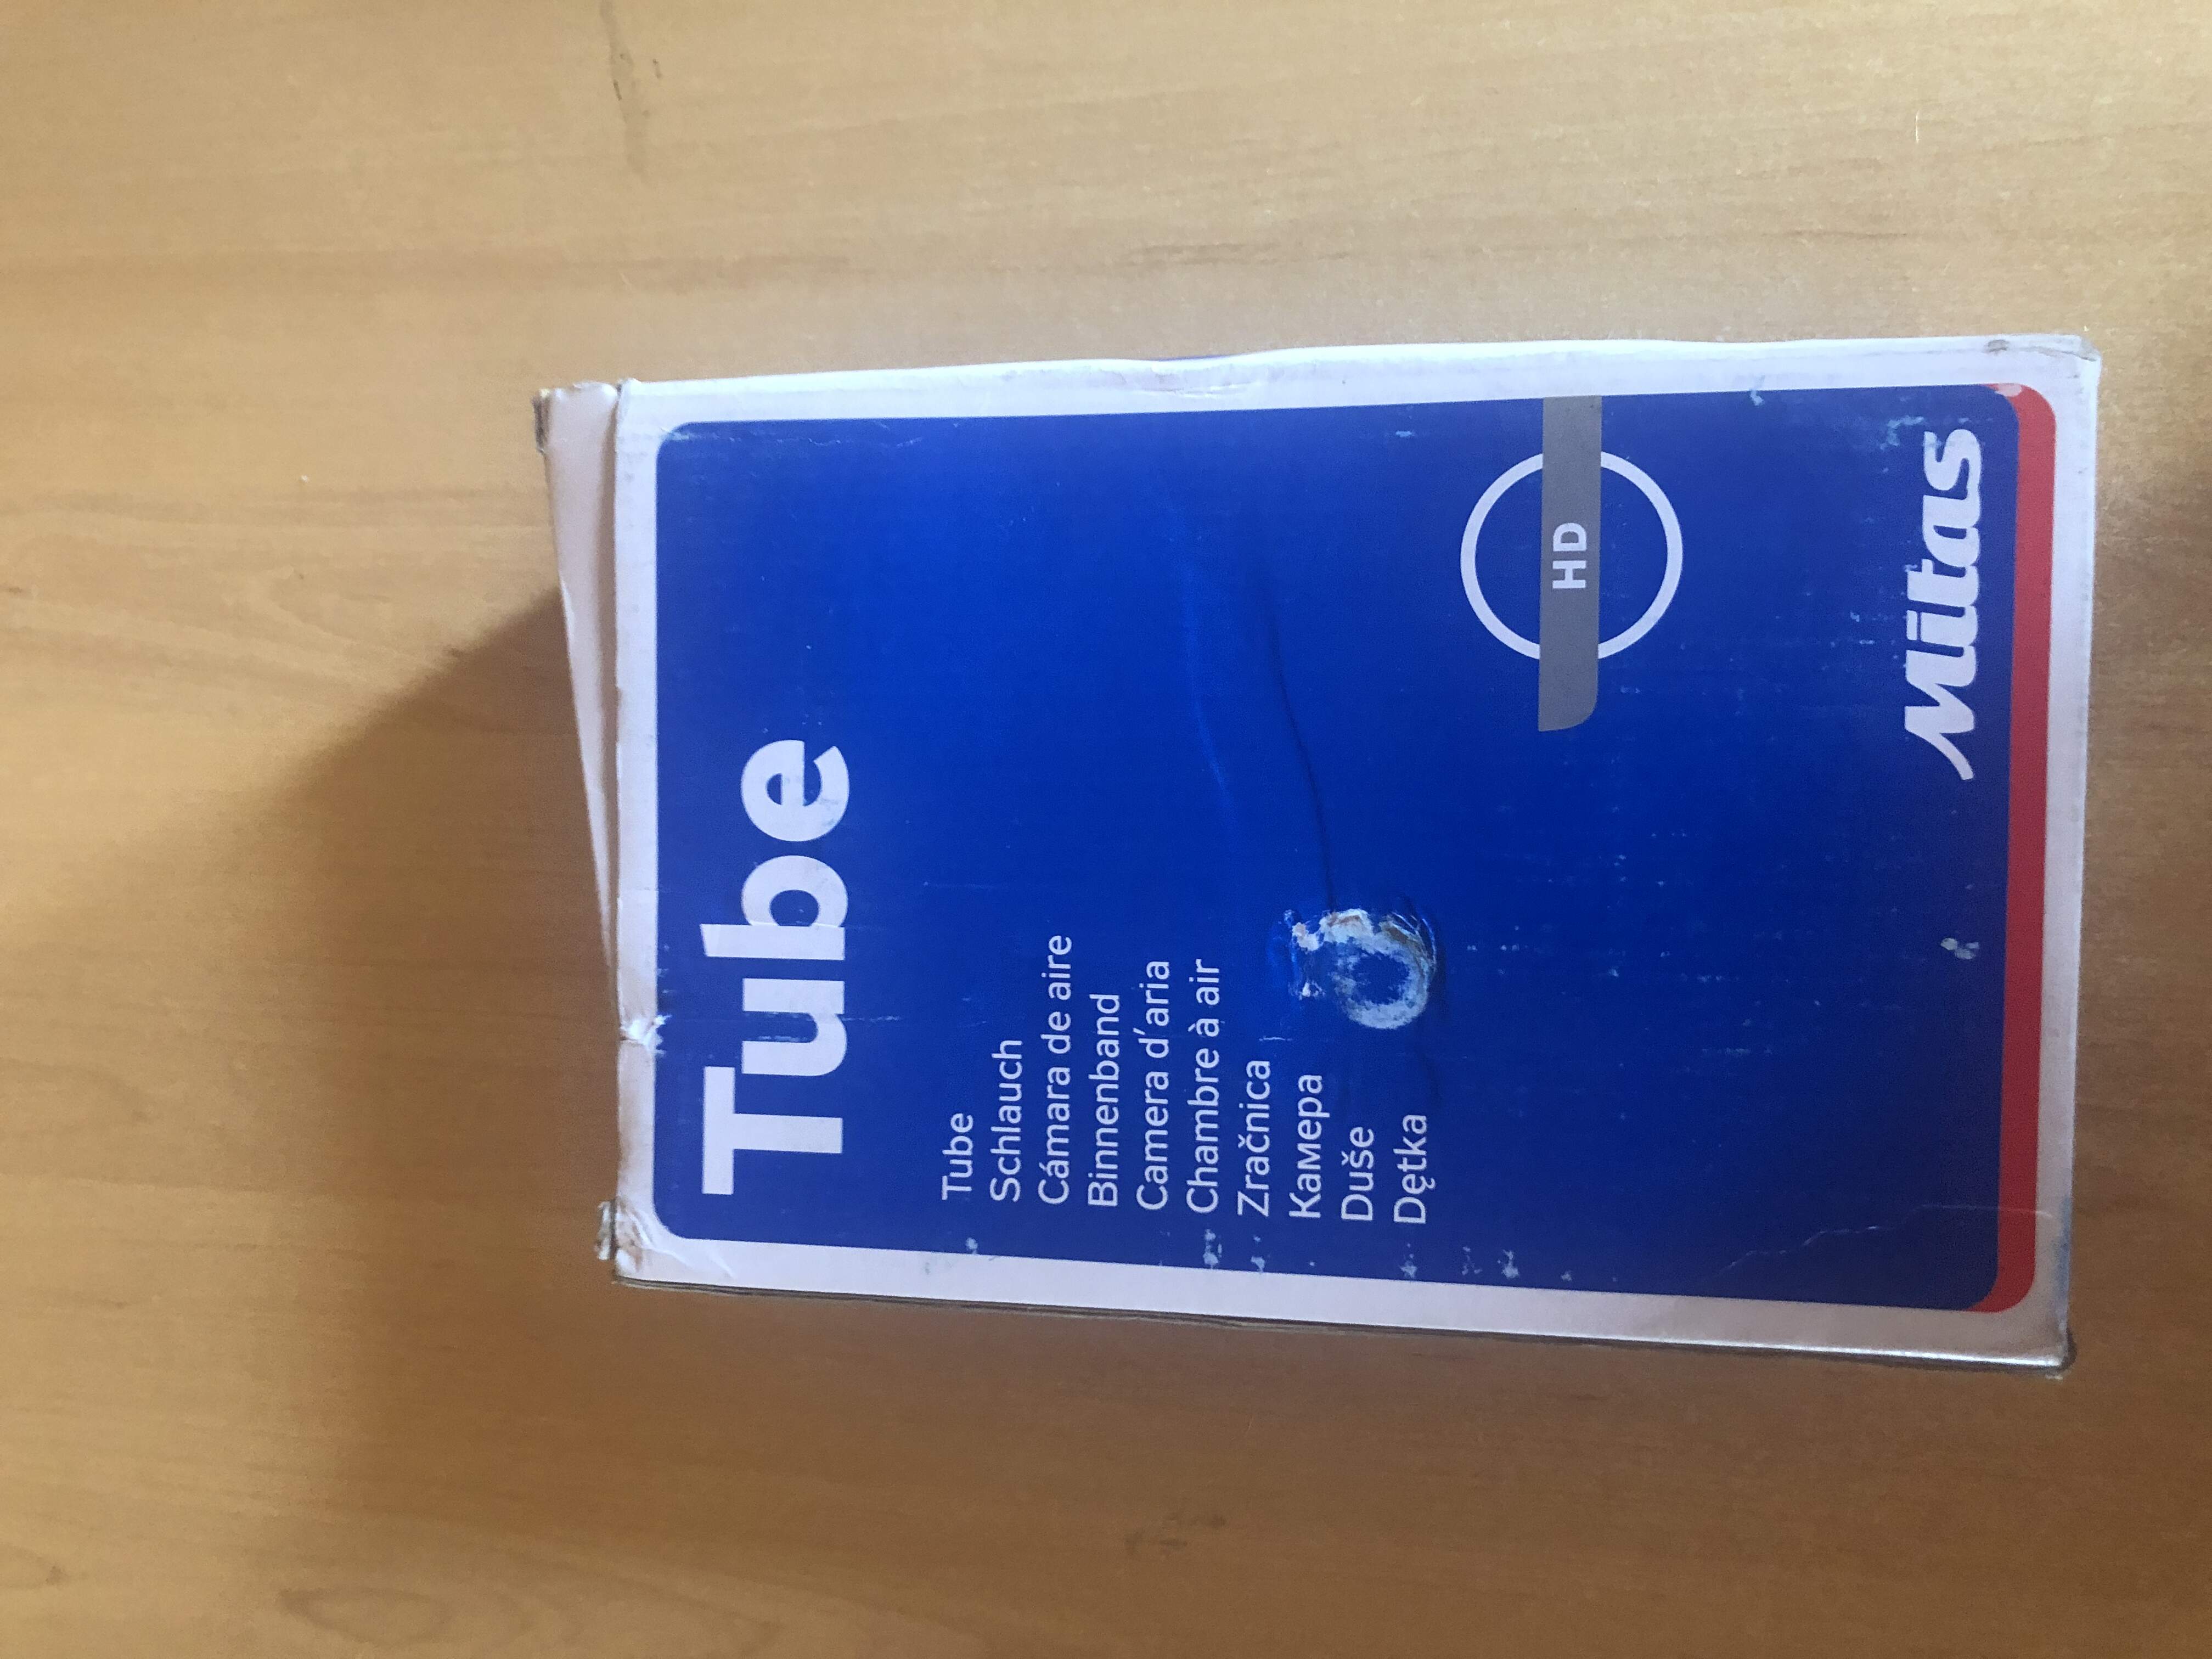 Tube
Tube
Schlauch
Cámara de aire
Binnenband
Camera d'aria
Chambre à air
Zračnica
Камера
Duše
Dętka
HD
Mitas